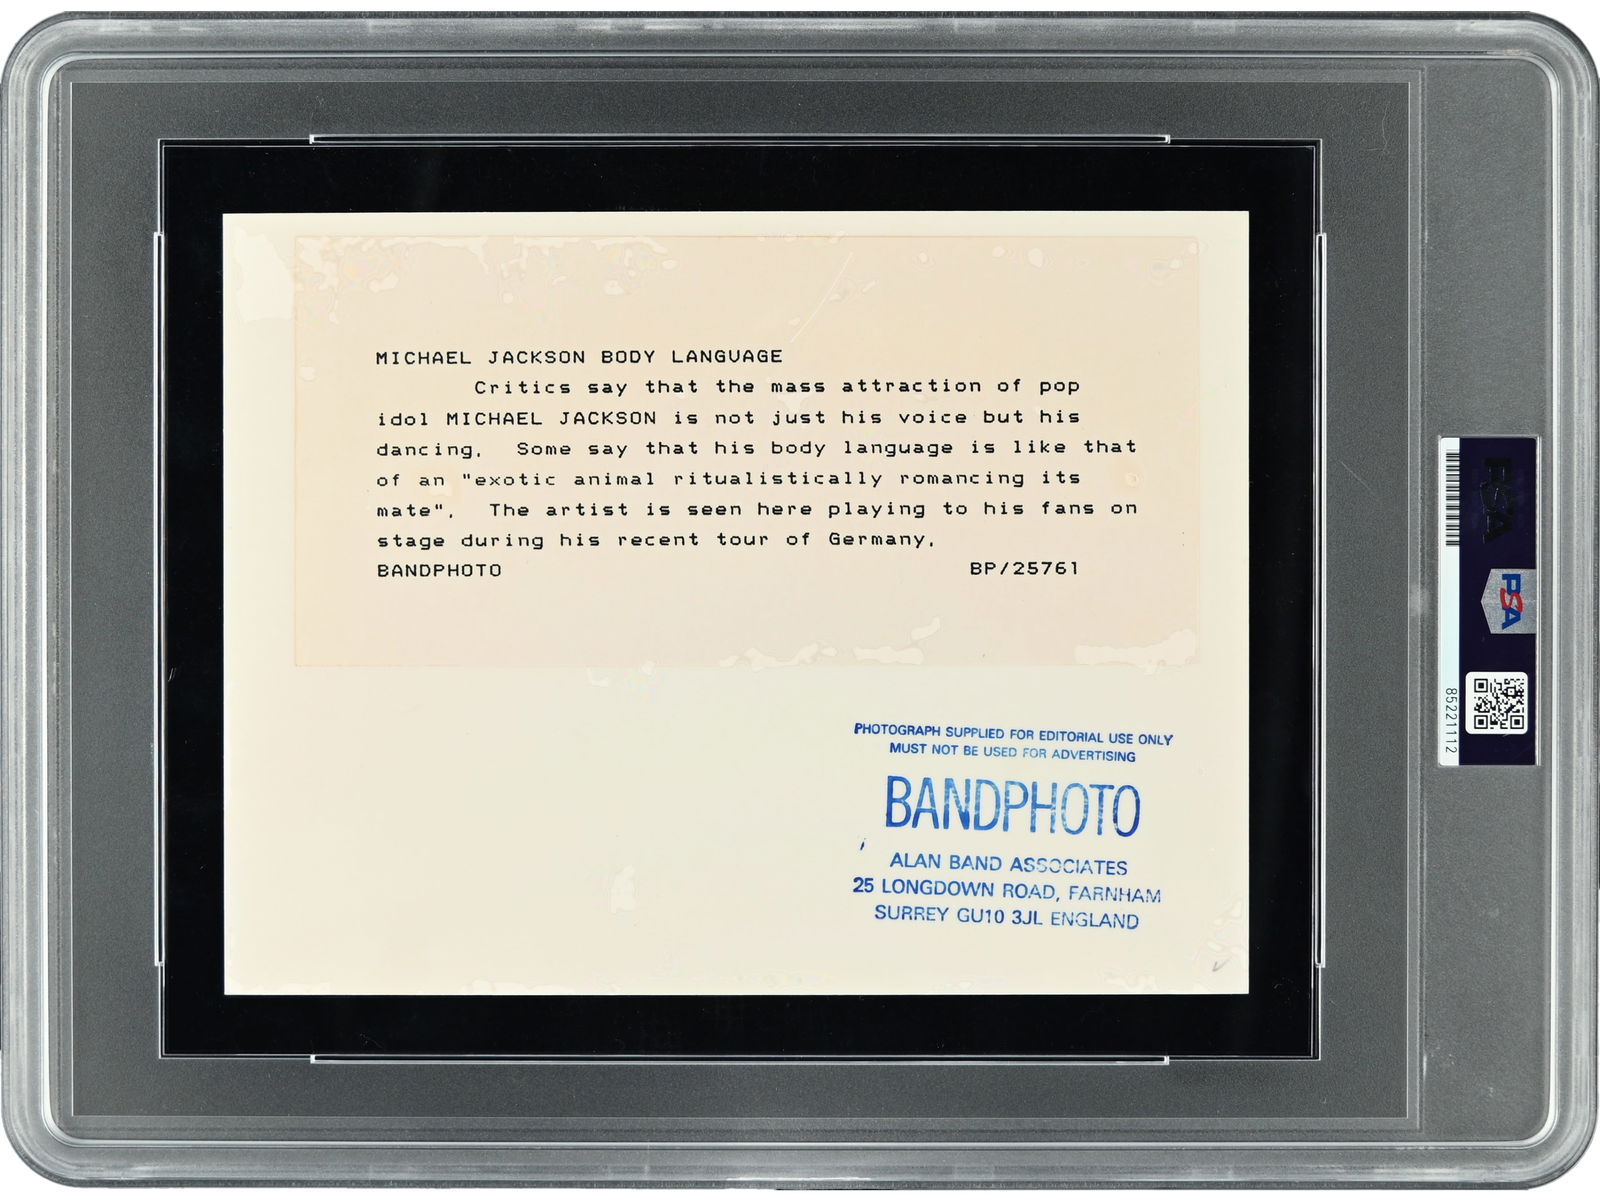 MICHAEL JACKSON BODY LANGUAGE
Critics say that the mass attraction of pop
idol MICHAEL JACKSON is not just his voice but his
dancing. Some say that his body language is like that
of an "exotic animal ritualistically romancing its
mate". The artist is seen here playing to his fans on
stage during his recent tour of Germany.
BANDPHOTO BP/25761
PHOTOGRAPH SUPPLIED FOR EDITORIAL USE ONLY
MUST NOT BE USED FOR ADVERTISING
BANDPHOTO
ALAN BAND ASSOCIATES
25 LONGDOWN ROAD, FARNHAM
SURREY GU10 3JL ENGLAND
PSA
PSA
85221112